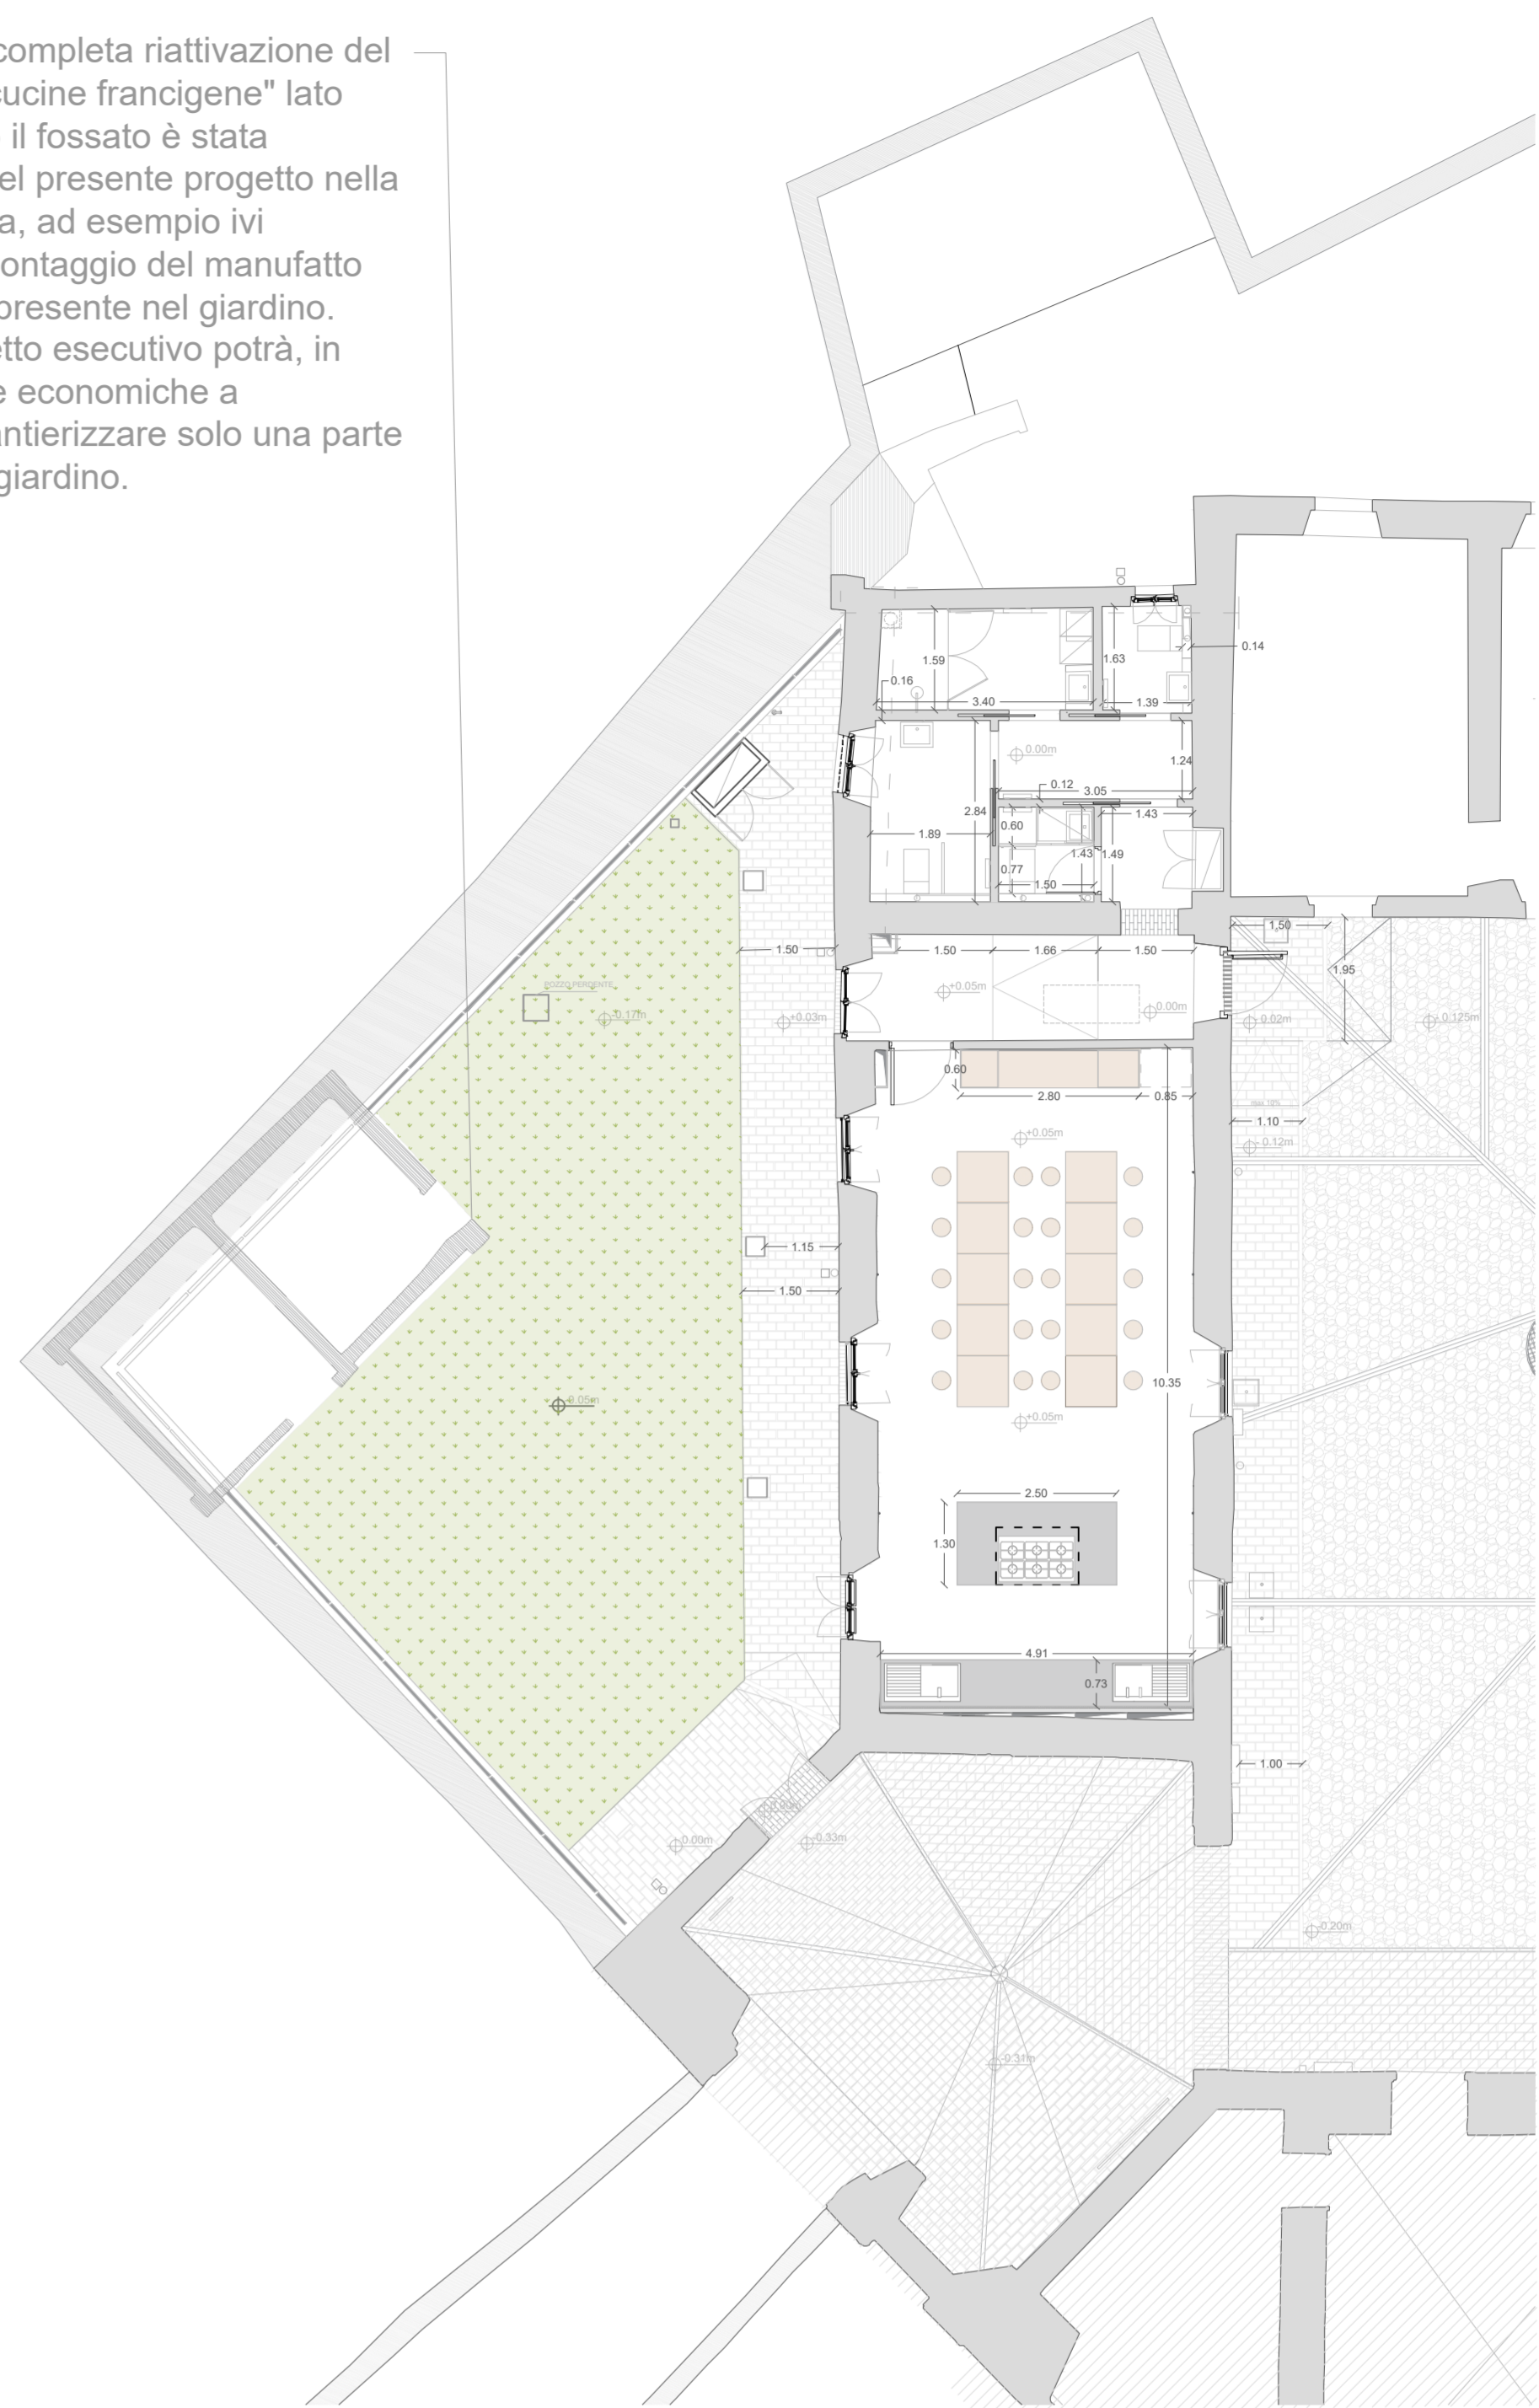 completa riattivazione del
cucine francigene" lato
il fossato è stata
el presente progetto nella
a, ad esempio ivi
ontaggio del manufatto
presente nel giardino.
etto esecutivo potrà, in
e economiche a
antierizzare solo una parte
giardino.
1.59
1.63
0.14
0.16
3.40
1.39
0.00m
1.24
0.12
3.05
2.84
0.60
1.43
1.89
1.43
1.49
0.77
1.50
1.50
1.50
1.50
1.66
1.50
1.95
POZZO PERDENTE
+0.05m
0.00m
-0.17m
+0.03m
-0.02m
-0.125m
0.60
2.80
0.85
max 10%
1.10
+0.05m
-0.12m
1.15
1.50
10.35
-0.05m
+0.05m
2.50
1.30
4.91
0.73
1.00
0.00m
-0.33m
-0.20m
-0.31m